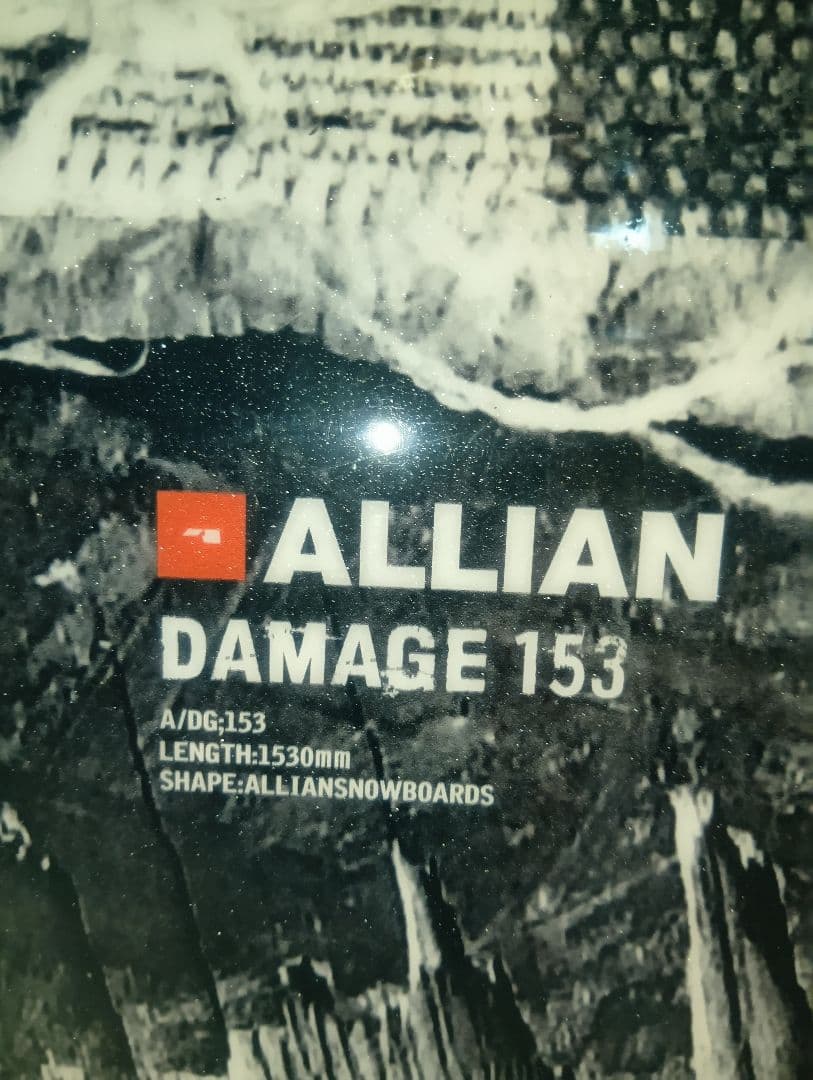 ALLIAN
DAMAGE 153
A/DG;153
LENGTH:1530mm
SHAPE:ALLIANSNOWBOARDS